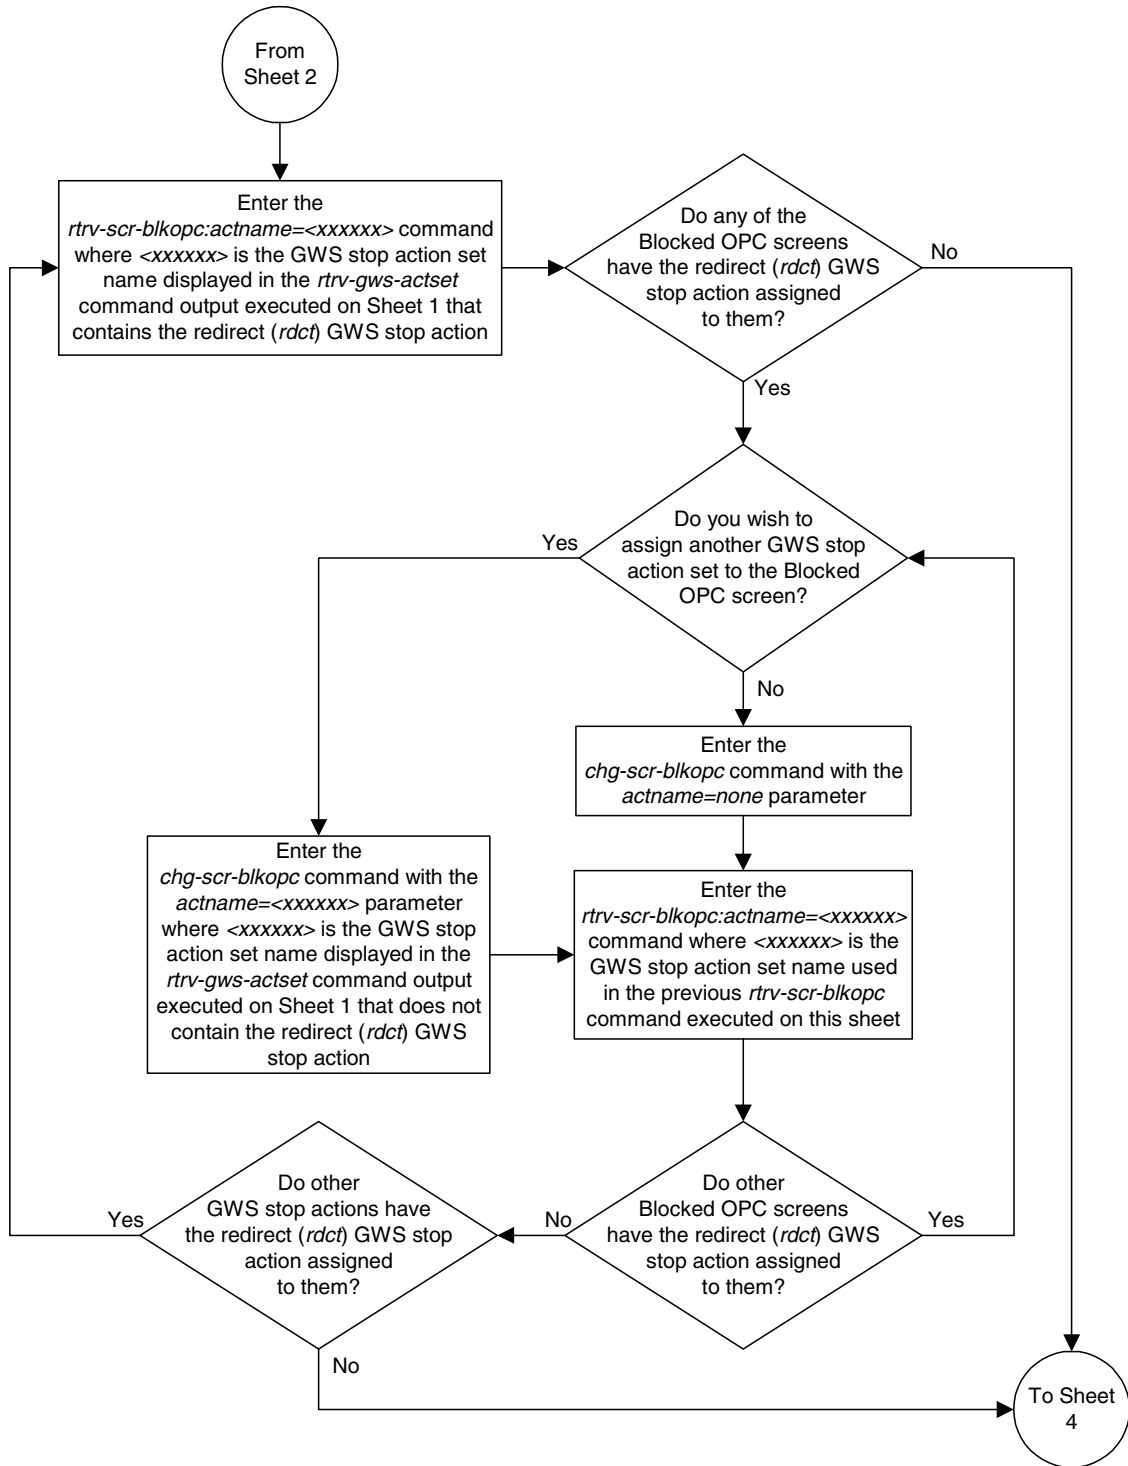 From
Sheet 2
Enter the
rtrv-scr-blkopc:actname=<xxxxxx> command
where <xxxxxx> is the GWS stop action set
name displayed in the rtrv-gws-actset
command output executed on Sheet 1 that
contains the redirect (rdct) GWS stop action
Do any of the
Blocked OPC screens
have the redirect (rdct) GWS
stop action assigned
to them?
No
Yes
Do you wish to
assign another GWS stop
action set to the Blocked
OPC screen?
Yes
No
Enter the
chg-scr-blkopc command with the
actname=none parameter
Enter the
chg-scr-blkopc command with the
actname=<xxxxxx> parameter
where <xxxxxx> is the GWS stop
action set name displayed in the
rtrv-gws-actset command output
executed on Sheet 1 that does not
contain the redirect (rdct) GWS
stop action
Enter the
rtrv-scr-blkopc:actname=<xxxxxx>
command where <xxxxxx> is the
GWS stop action set name used
in the previous rtrv-scr-blkopc
command executed on this sheet
Do other
Blocked OPC screens
have the redirect (rdct) GWS
stop action assigned
to them?
Yes
No
Do other
GWS stop actions have
the redirect (rdct) GWS stop
action assigned
to them?
Yes
No
To Sheet
4